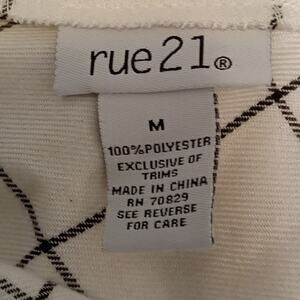 rue21®
M
100%POLYESTER
EXCLUSIVE OF
TRIMS
MADE IN CHINA
RN 70829
SEE REVERSE
FOR CARE